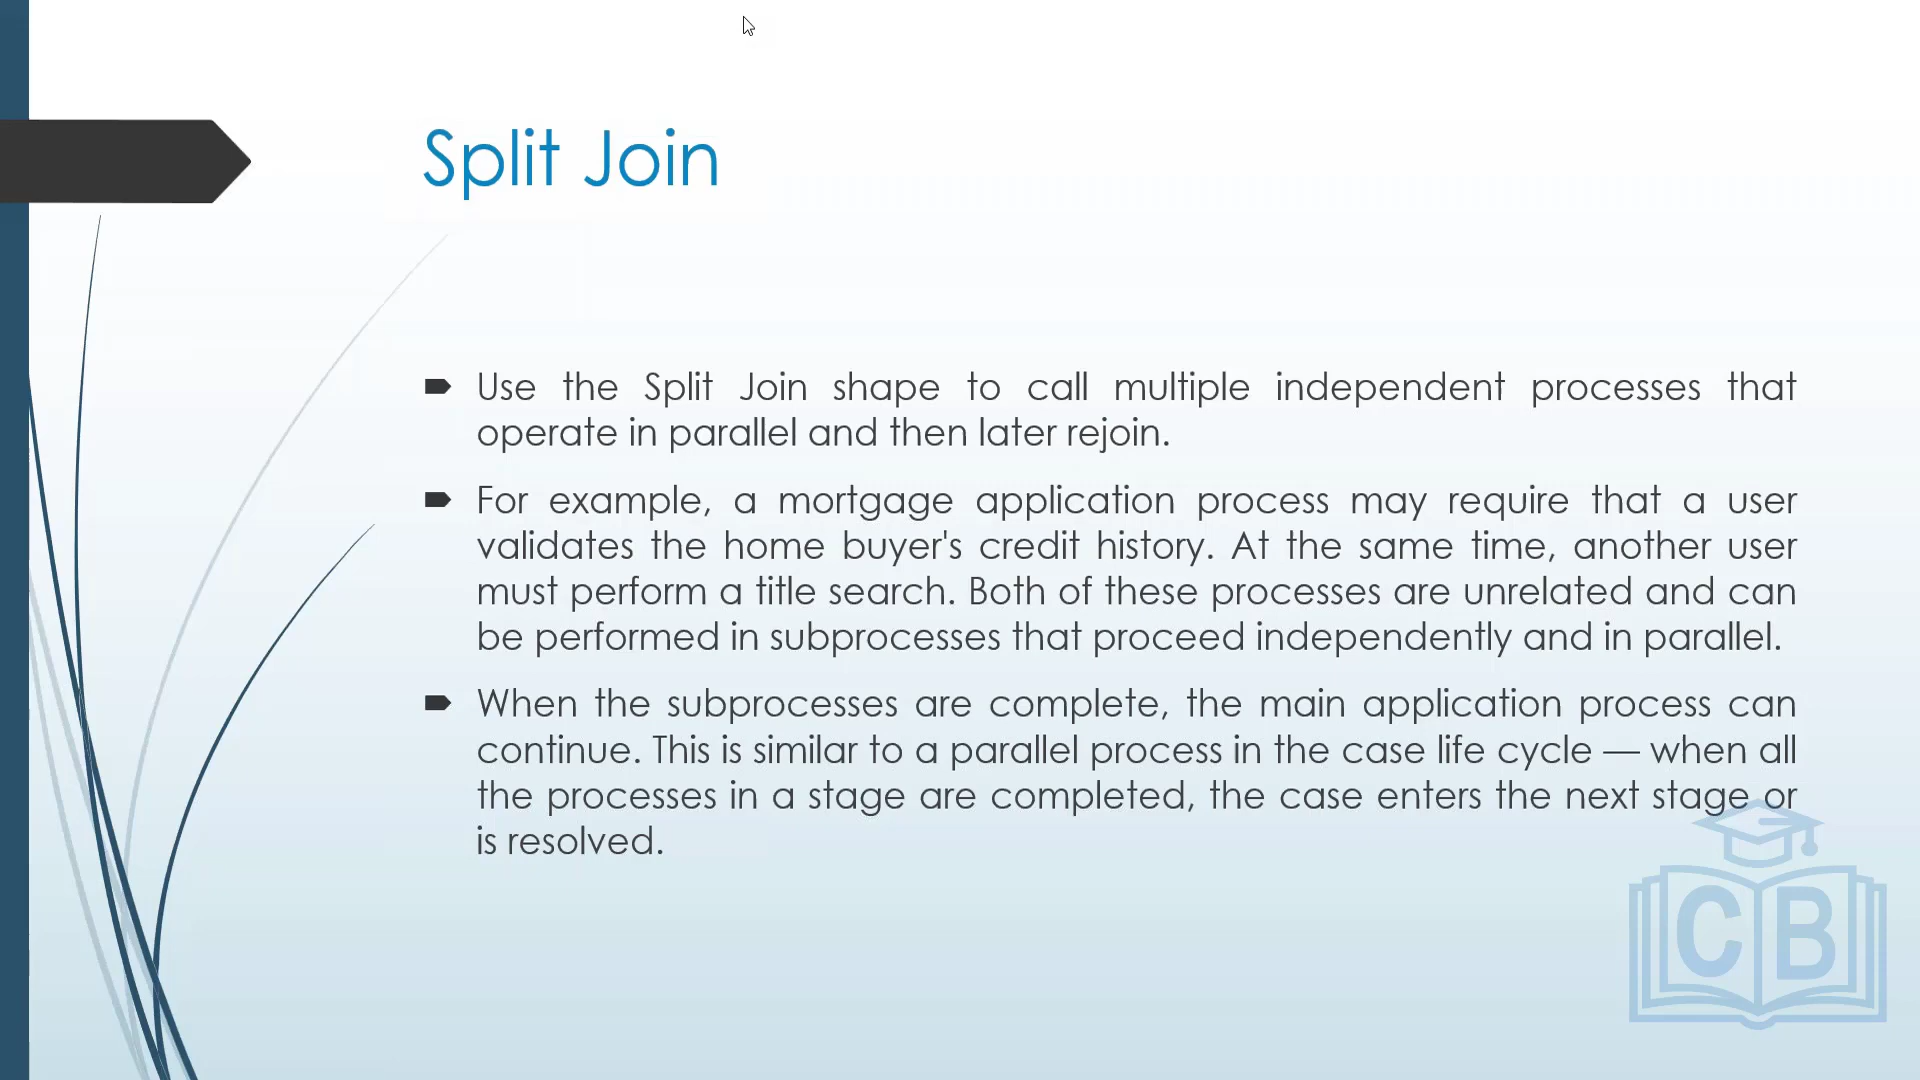 Split Join
Use the Split Join shape to call multiple independent processes that
operate in parallel and then later rejoin.
For example, a mortgage application process may require that a user
validates the home buyer's credit history. At the same time, another user
must perform a title search. Both of these processes are unrelated and can
be performed in subprocesses that proceed independently and in parallel.
When the subprocesses are complete, the main application process can
continue. This is similar to a parallel process in the case life cycle — when all
the processes in a stage are completed, the case enters the next stage or
is resolved.
CB